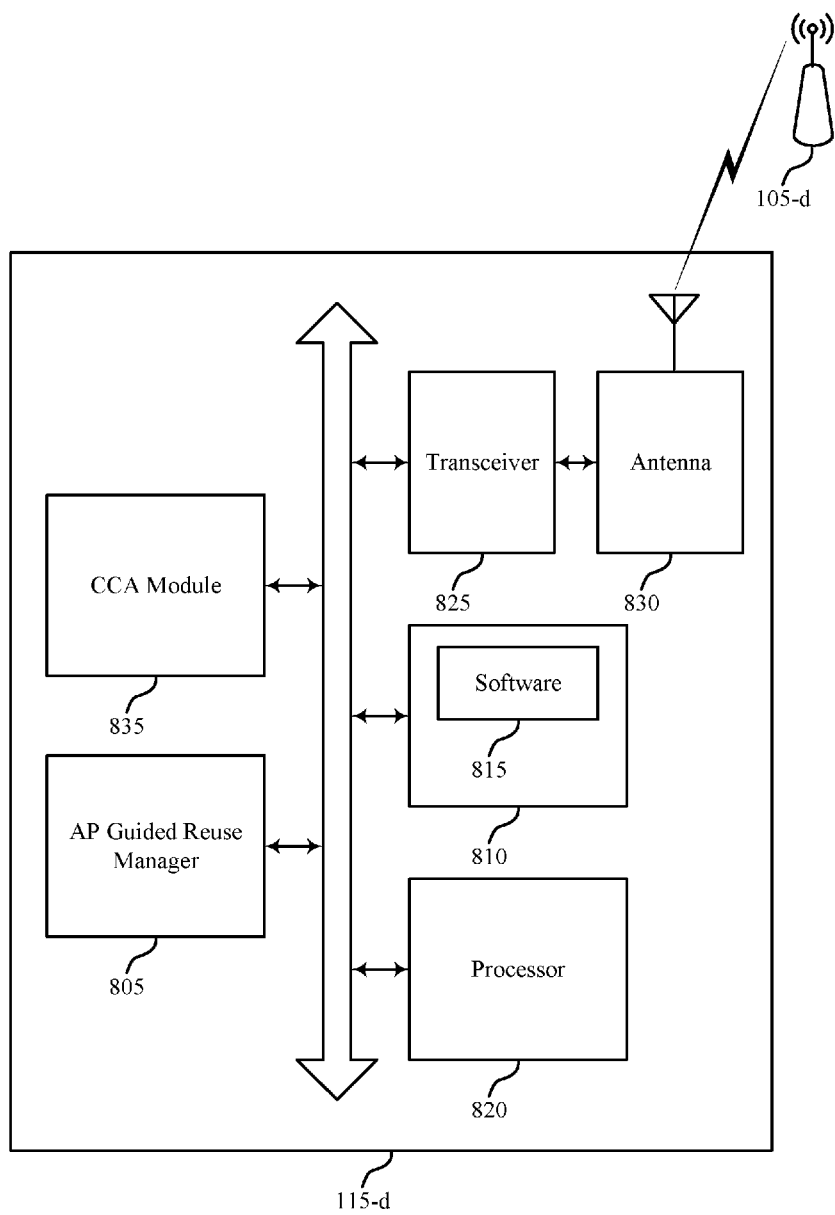 105-d
Transceiver
825
Antenna
830
CCA Module
835
Software
815
810
AP Guided Reuse
Manager
805
Processor
820
115-d